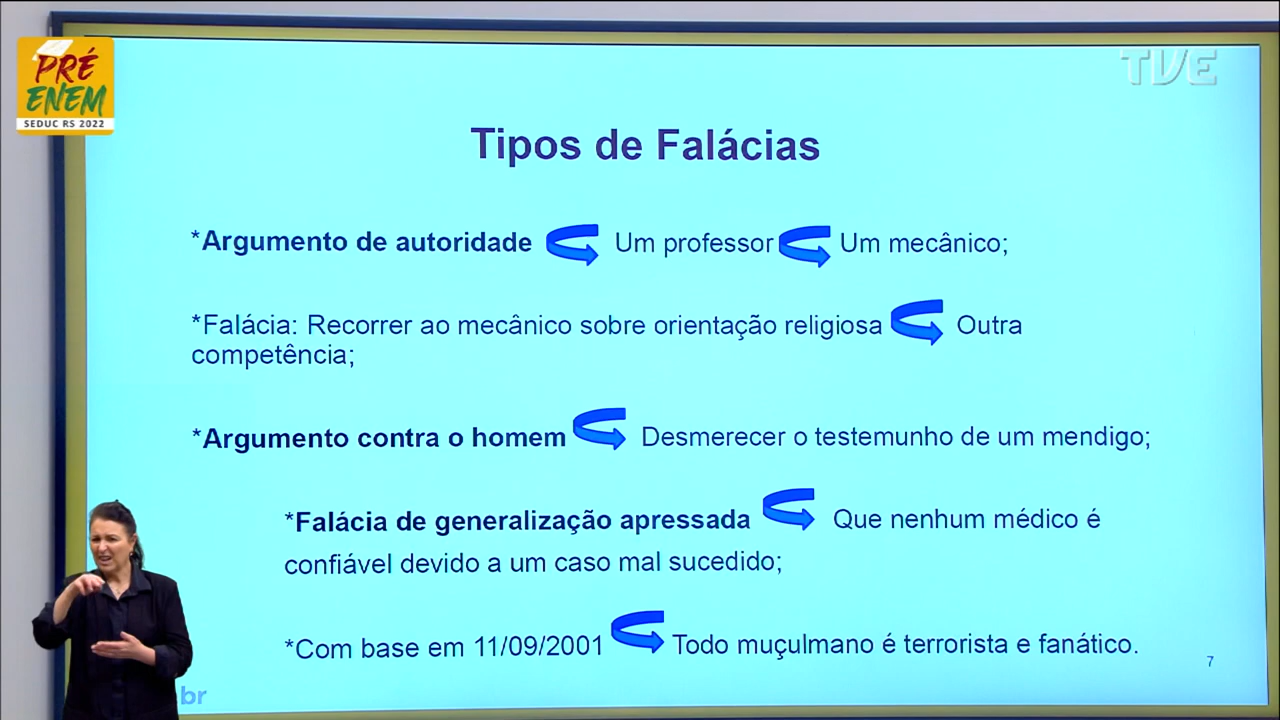 PRÉ
ENEM
SEDUC RS 2022
TVE
Tipos de Falácias
*Argumento de autoridade Um professor Um mecânico;
*Falácia: Recorrer ao mecânico sobre orientação religiosa Outra
competência;
*Argumento contra o homem Desmerecer o testemunho de um mendigo;
*Falácia de generalização apressada Que nenhum médico é
confiável devido a um caso mal sucedido;
*Com base em 11/09/2001 Todo muçulmano é terrorista e fanático.
7
br